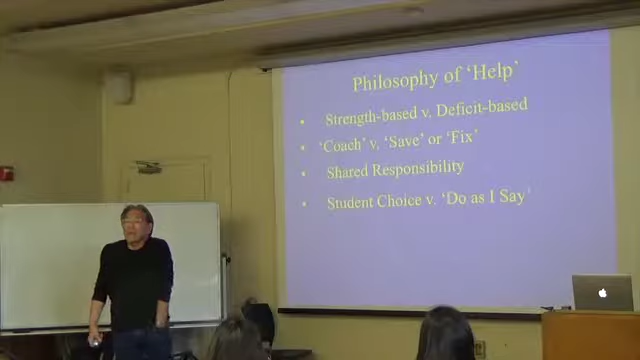 Philosophy of 'Help'
• Strength-based v. Deficit-based
• 'Coach' v. 'Save' or 'Fix'
• Shared Responsibility
• Student Choice v. 'Do as I Say'